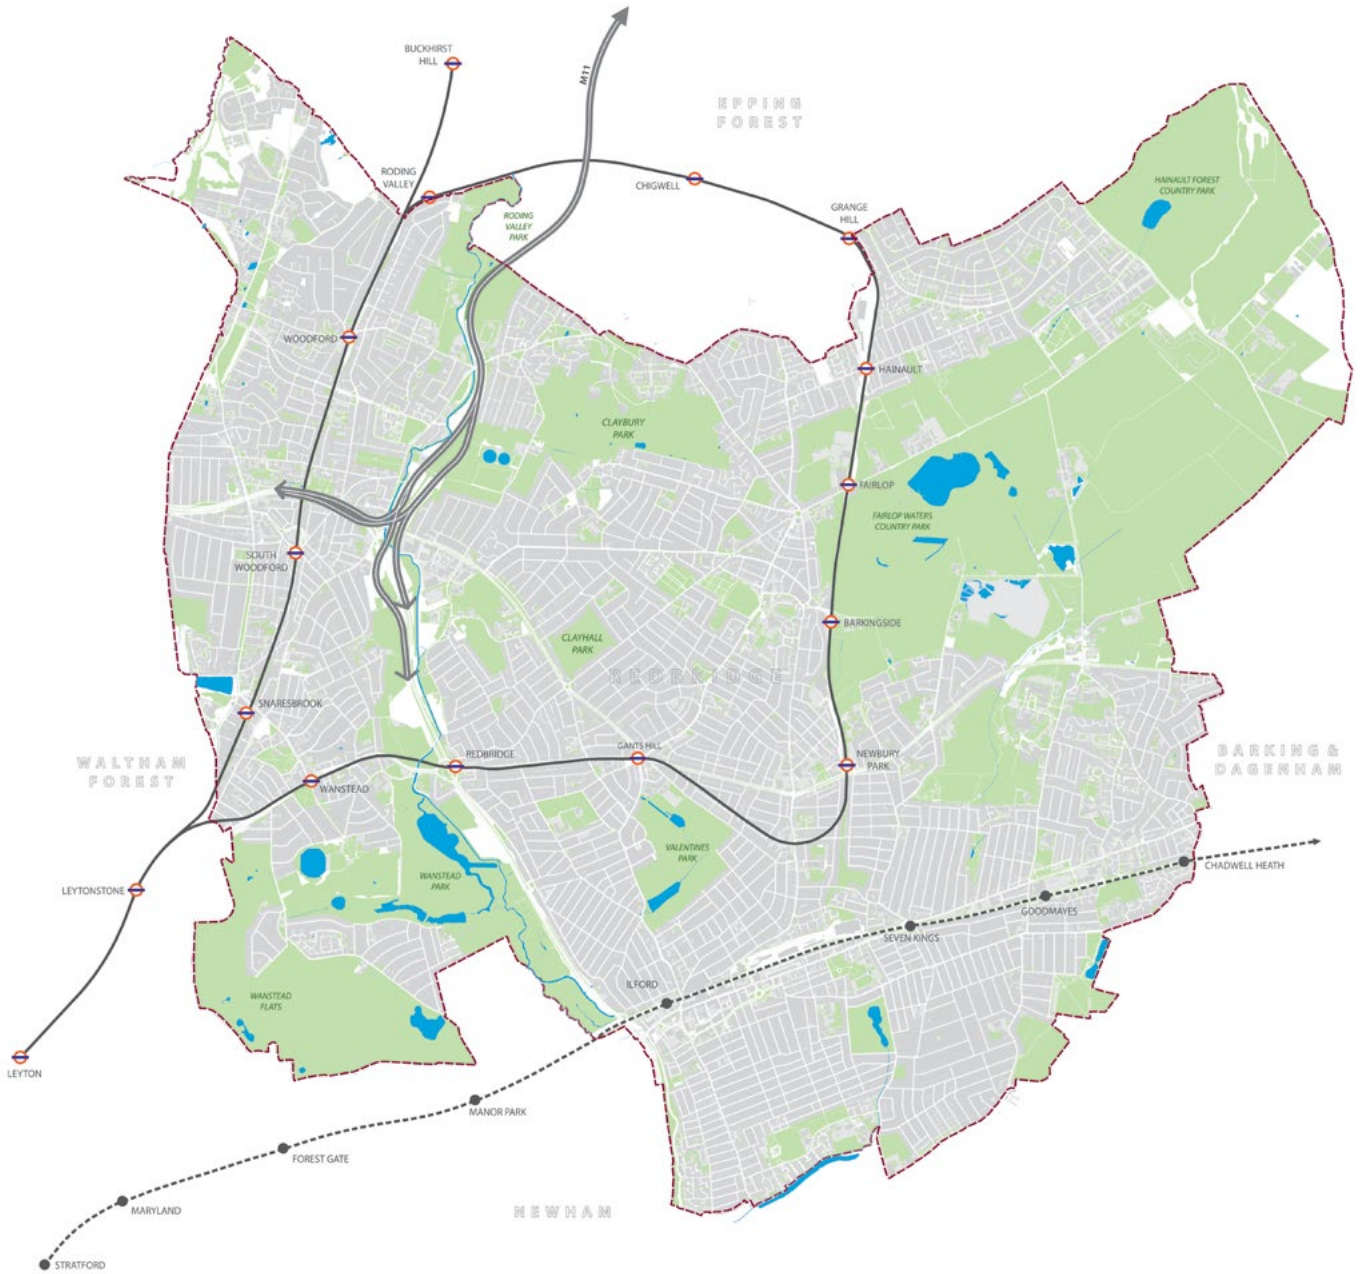 BUCKHIRST
HILL
M11
EPPING
FOREST
RODING
VALLEY
CHIGWELL
HAINAULT FOREST
COUNTRY PARK
GRANGE
HILL
RODING
VALLEY
PARK
WOODFORD
HAINAULT
CLAYBURY
PARK
FAIRLOP
FAIRLOP WATERS
COUNTRY PARK
SOUTH
WOODFORD
BARKINGSIDE
CLAYHALL
PARK
REDBRIDGE
SNARESBROOK
WALTHAM
FOREST
REDBRIDGE
GANTS HILL
NEWBURY
PARK
BARKING &
DAGENHAM
WANSTEAD
VALENTINES
PARK
WANSTEAD
PARK
CHADWELL HEATH
LEYTONSTONE
GOODMAYES
SEVEN KINGS
ILFORD
WANSTEAD
FLATS
LEYTON
MANOR PARK
FOREST GATE
MARYLAND
NEWHAM
STRATFORD